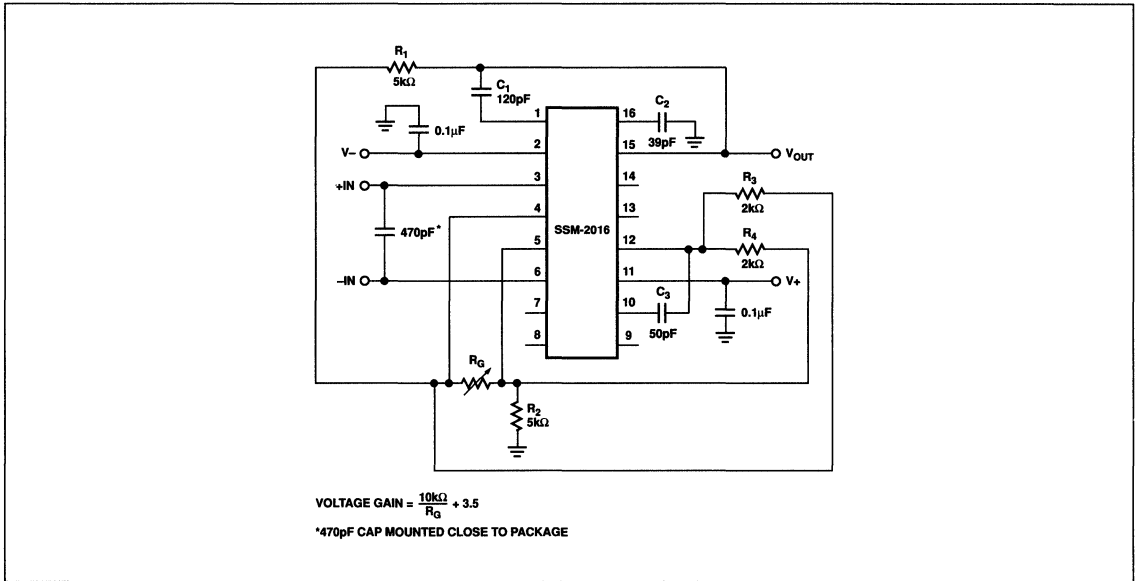 R1
5kΩ
C1
120pF
0.1μF
V–
+IN
470pF*
–IN
1
2
3
4
5
6
7
8
SSM-2016
16
15
14
13
12
11
10
9
C2
39pF
VOUT
R3
2kΩ
R4
2kΩ
V+
C3
50pF
0.1μF
RG
R2
5kΩ
VOLTAGE GAIN = 10kΩ/RG + 3.5
*470pF CAP MOUNTED CLOSE TO PACKAGE